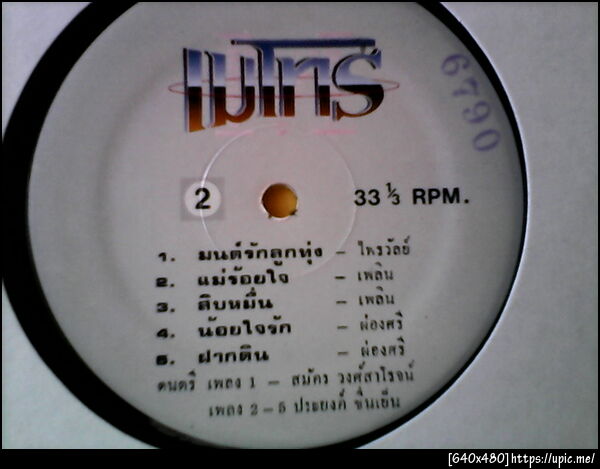 เมโทรี
6790
2
33 1/3 RPM.
1. มนต์รักลูกทุ่ง - ไพรวัลย์
2. แม่ร้อยใจ - เพลิน
3. สิบหมื่น - เพลิน
4. น้อยใจรัก - ผ่องศรี
5. ฝากดิน - ผ่องศรี
ดนตรี เพลง 1 - สมัคร วงศ์สาโรจน์
เพลง 2 - 5 ประยงค์ ชื่นเย็น
[640x480]https://upic.me/